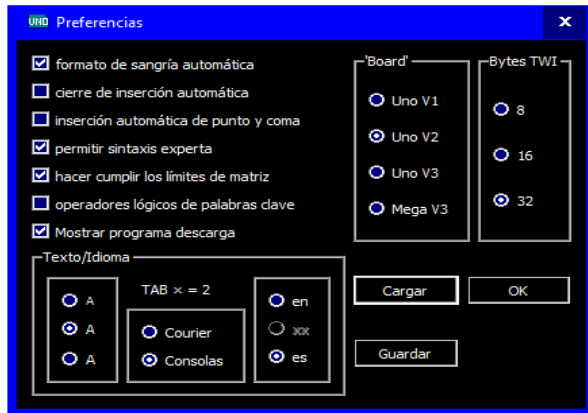 UNO Preferencias x
formato de sangría automática
cierre de inserción automática
inserción automática de punto y coma
permitir sintaxis experta
hacer cumplir los límites de matriz
operadores lógicos de palabras clave
Mostrar programa descarga
'Board'
Uno V1
Uno V2
Uno V3
Mega V3
Bytes TWI
8
16
32
Texto/Idioma
A
A
A
TAB × = 2
Courier
Consolas
en
xx
es
Cargar
OK
Guardar